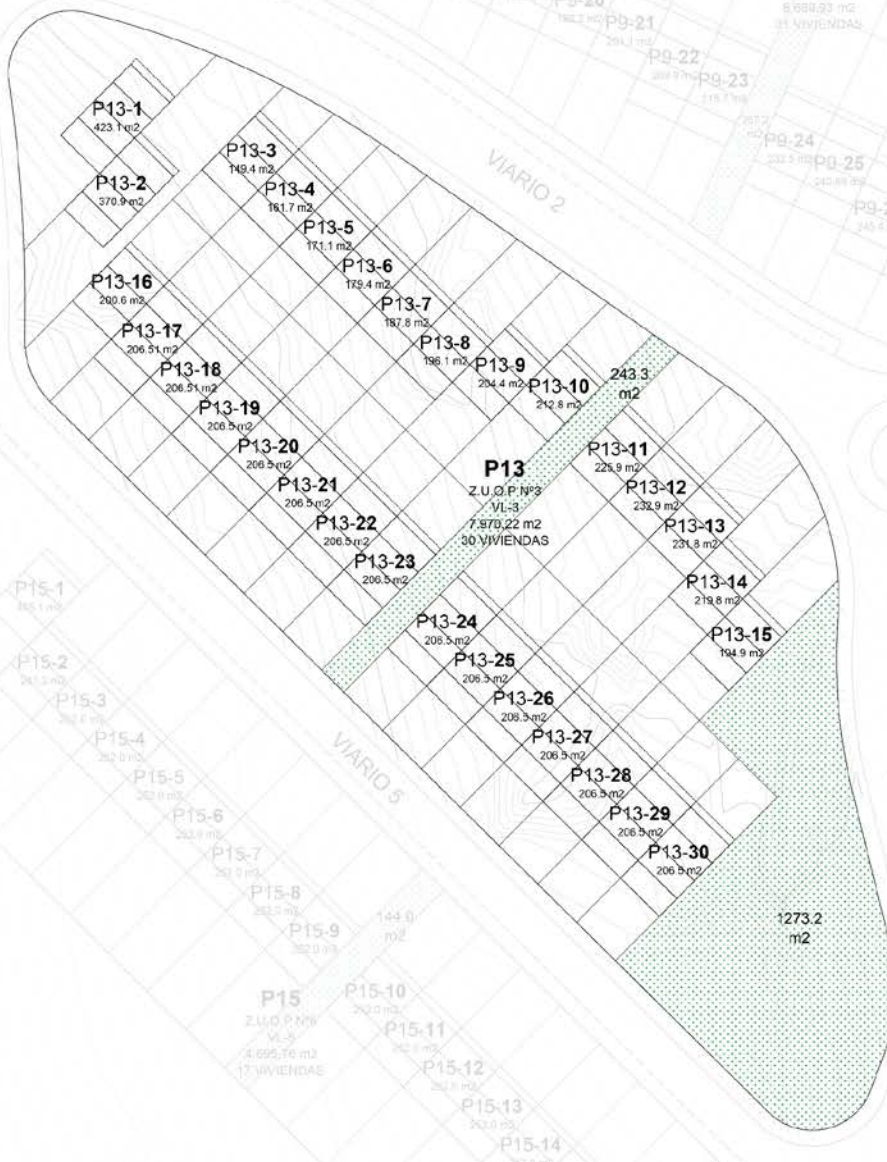 P9-21
8.689,93 m2
31 VIVIENDAS
P9-22
P9-23
P9-24
P9-25
VIARIO 2
P13-1
423.1 m2
P13-2
370.9 m2
P13-3
149.4 m2
P13-4
161.7 m2
P13-5
171.1 m2
P13-6
179.4 m2
P13-7
187.8 m2
P13-8
196.1 m2
P13-9
204.4 m2
P13-10
212.8 m2
243.3
m2
P13-11
225.9 m2
P13-12
232.9 m2
P13-13
231.8 m2
P13-14
219.8 m2
P13-15
194.9 m2
P13-16
200.6 m2
P13-17
206.51 m2
P13-18
206.51 m2
P13-19
206.5 m2
P13-20
206.5 m2
P13-21
206.5 m2
P13-22
206.5 m2
P13-23
206.5 m2
P13
Z.U.O.P. Nº3
VL-3
7.970,22 m2
30 VIVIENDAS
P13-24
206.5 m2
P13-25
206.5 m2
P13-26
206.5 m2
P13-27
206.5 m2
P13-28
206.5 m2
P13-29
206.5 m2
P13-30
206.5 m2
1273.2
m2
VIARIO 5
P15-1
P15-2
P15-3
P15-4
P15-5
P15-6
P15-7
P15-8
P15-9
144.0
m2
P15
17 VIVIENDAS
P15-10
P15-11
P15-12
P15-13
P15-14